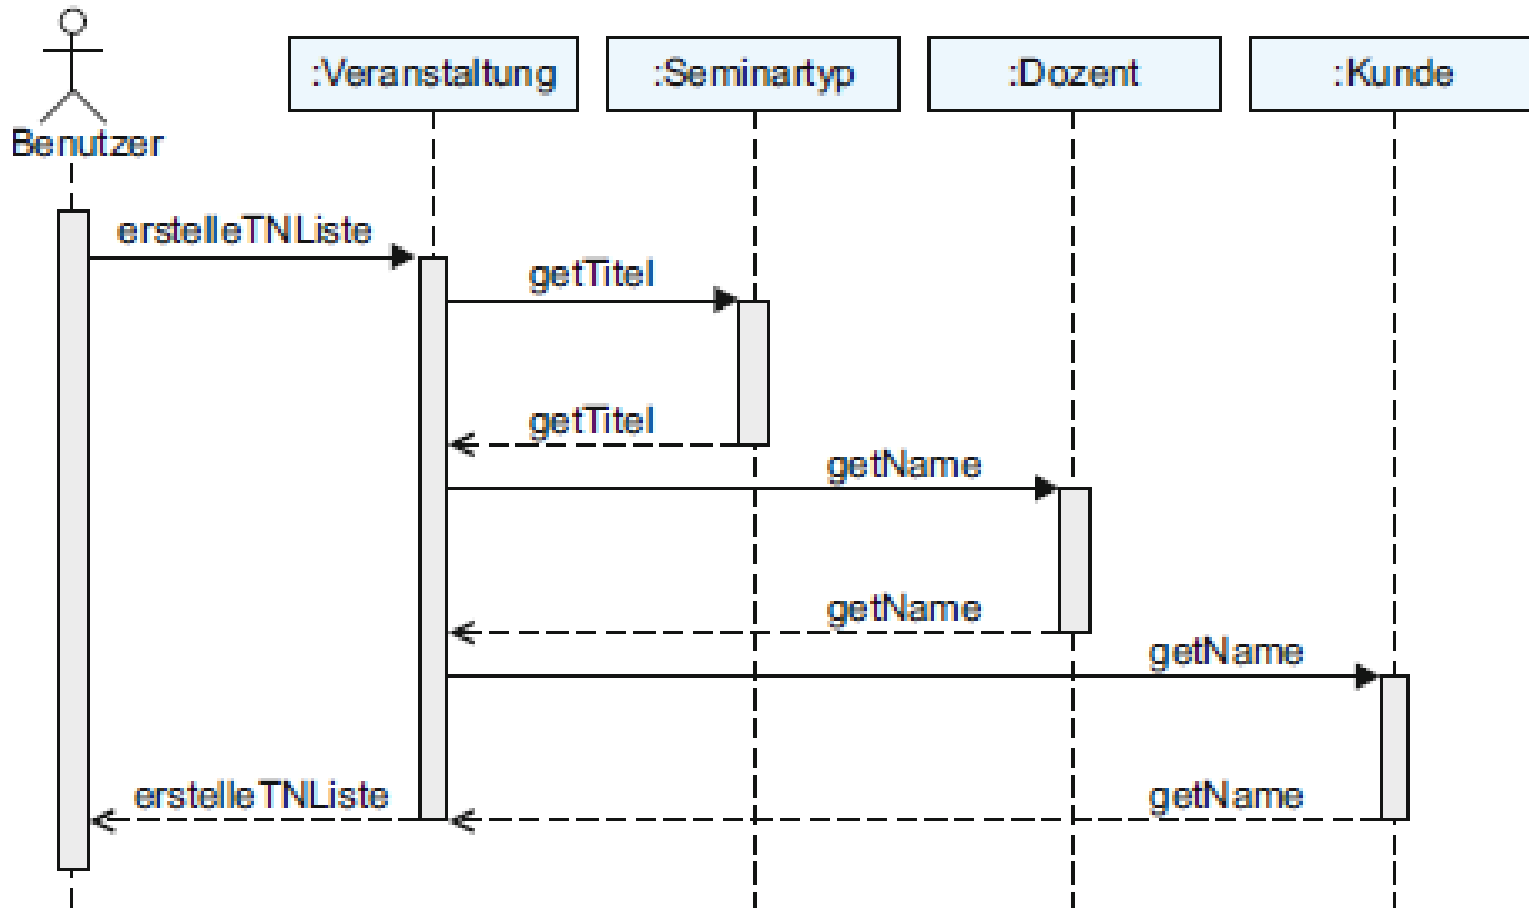 :Veranstaltung
:Seminartyp
:Dozent
:Kunde
Benutzer
erstelleTNListe
getTitel
getTitel
getName
getName
getName
erstelleTNListe
getName